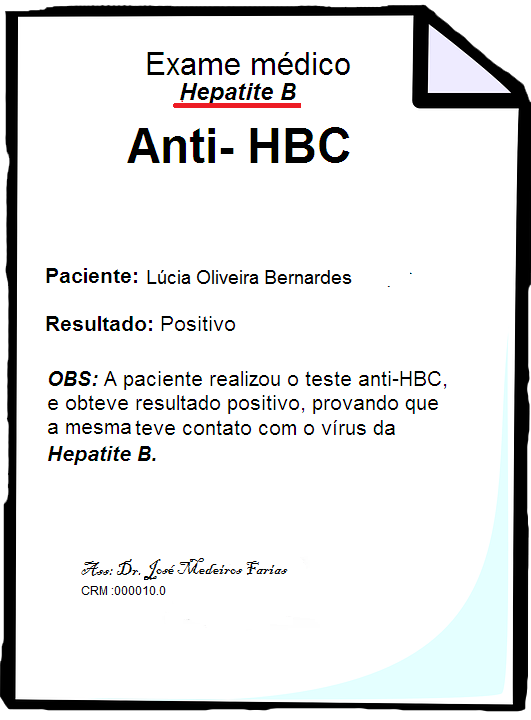 Exame médico
Hepatite B
Anti- HBC
Paciente: Lúcia Oliveira Bernardes
Resultado: Positivo
OBS: A paciente realizou o teste anti-HBC,
e obteve resultado positivo, provando que
a mesma teve contato com o vírus da
Hepatite B.
Ass: Dr. José Medeiros Farias
CRM :000010.0